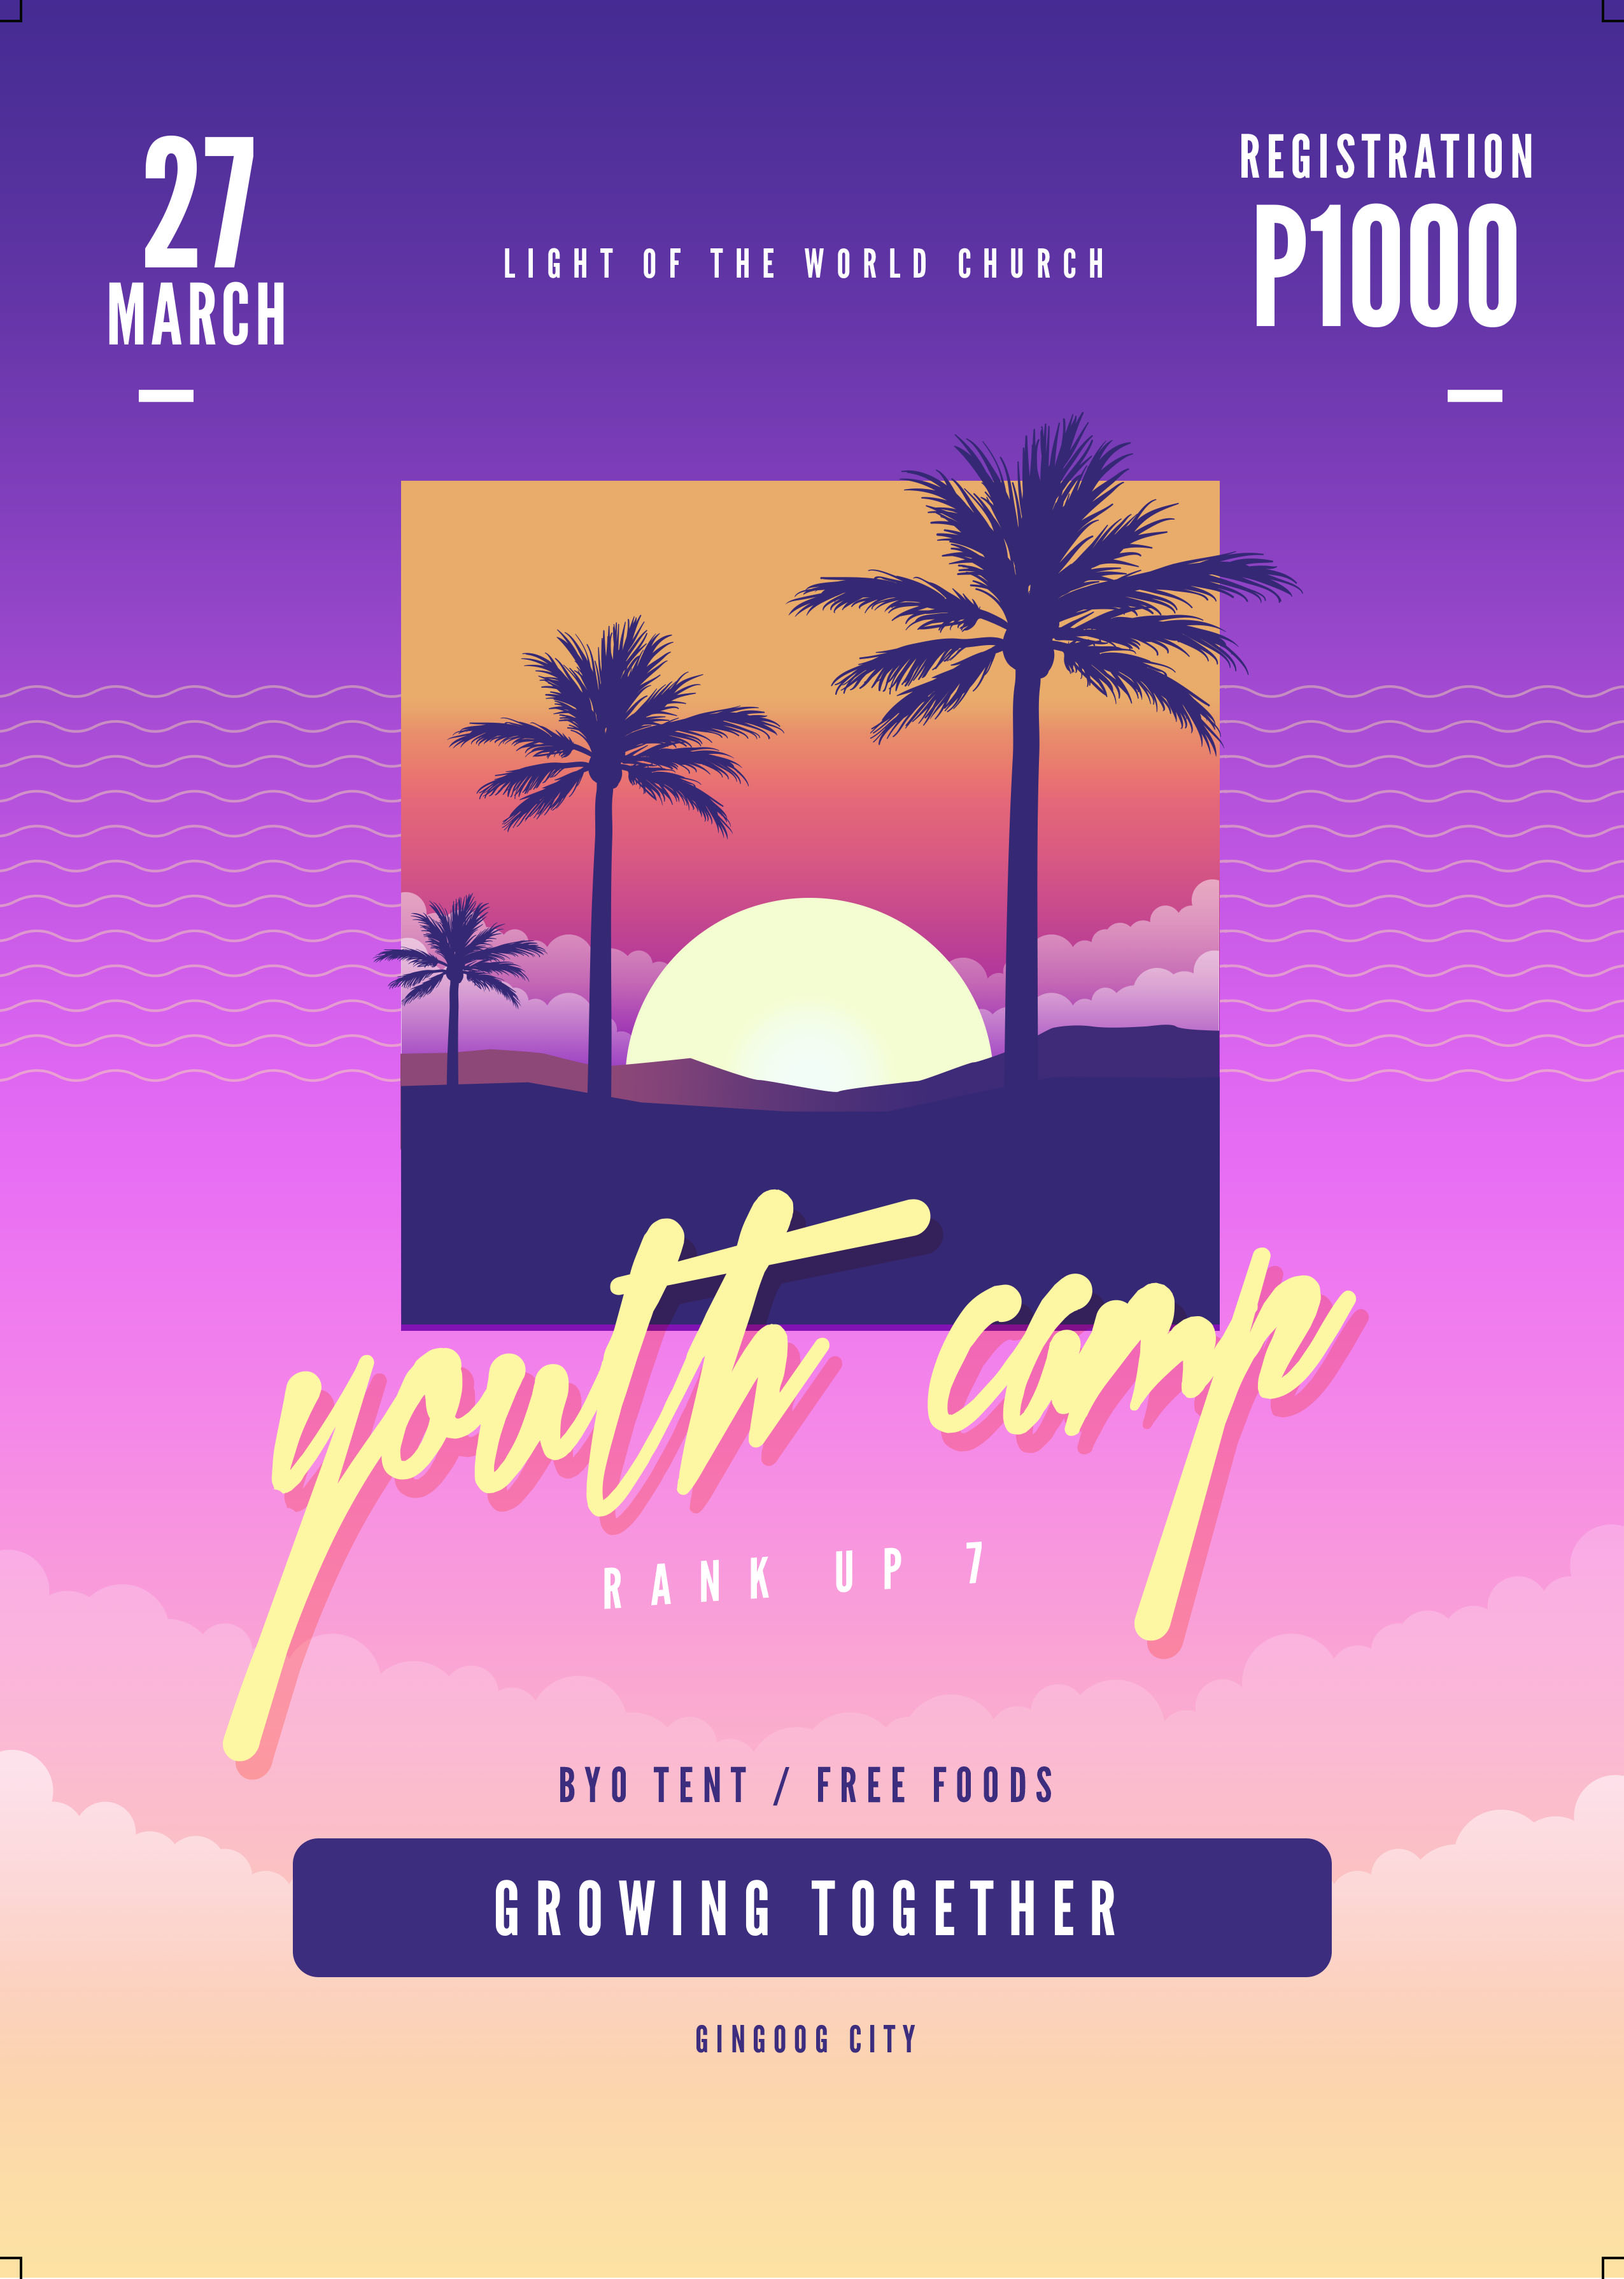 27
MARCH
LIGHT OF THE WORLD CHURCH
REGISTRATION
P1000
youth camp
RANK UP 7
BYO TENT / FREE FOODS
GROWING TOGETHER
GINGOOG CITY